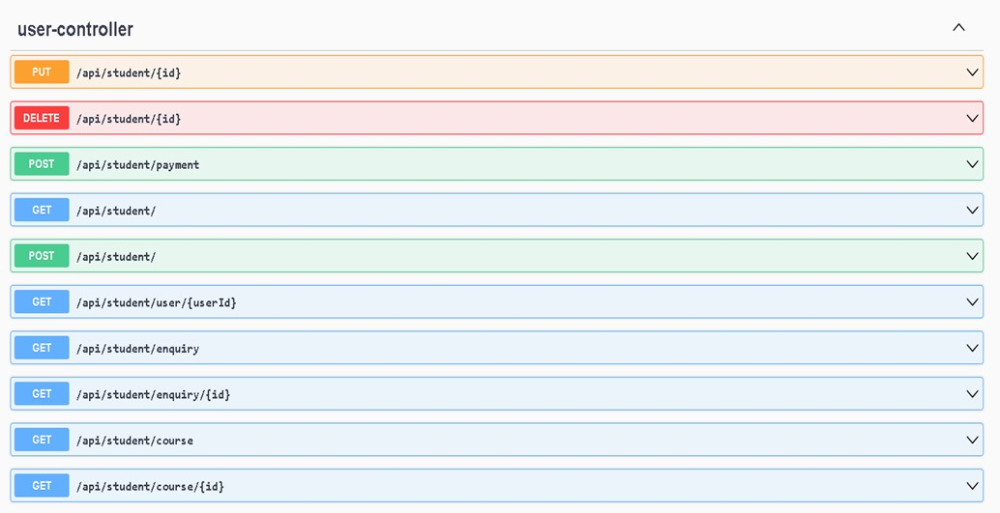 user-controller
PUT /api/student/{id}
DELETE /api/student/{id}
POST /api/student/payment
GET /api/student/
POST /api/student/
GET /api/student/user/{userId}
GET /api/student/enquiry
GET /api/student/enquiry/{id}
GET /api/student/course
GET /api/student/course/{id}